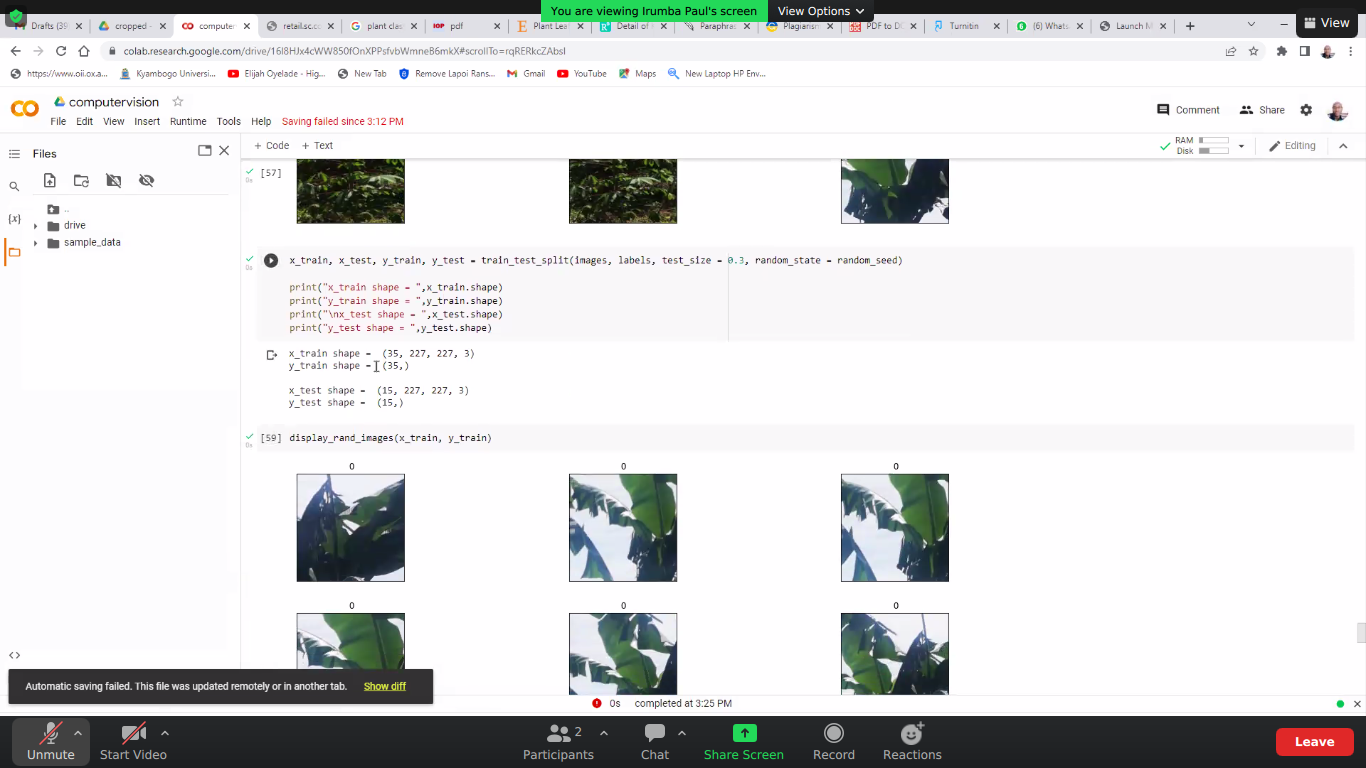 You are viewing Irumba Paul's screen
View Options
View
Drafts (39
cropped -
computer
retail.sc.c
plant clas
IOP pdf
Plant Leaf
Detail of
Paraphras
Plagiarism
PDF to DO
Turnitin
(6) Whats
Launch M
colab.research.google.com/drive/16I8HJx4cWW850fOnXPPsfvbWmneB6mkX#scrollTo=rqRERkcZAbsl
https://www.oii.ox.a...
Kyambogo Universi...
Elijah Oyelade - Hig...
New Tab
Remove Lapoi Rans...
Gmail
YouTube
Maps
New Laptop HP Env...
computervision
File Edit View Insert Runtime Tools Help Saving failed since 3:12 PM
Comment
Share
Files
+ Code + Text
RAM
Disk
Editing
{x}
..
drive
sample_data
[57]
0s
x_train, x_test, y_train, y_test = train_test_split(images, labels, test_size = 0.3, random_state = random_seed)
print("x_train shape = ",x_train.shape)
print("y_train shape = ",y_train.shape)
print("\nx_test shape = ",x_test.shape)
print("y_test shape = ",y_test.shape)
0s
x_train shape = (35, 227, 227, 3)
y_train shape = (35,)
x_test shape = (15, 227, 227, 3)
y_test shape = (15,)
[59] display_rand_images(x_train, y_train)
0s
0 0 0
0 0 0
<>
Automatic saving failed. This file was updated remotely or in another tab. Show diff
0s completed at 3:25 PM
Unmute
Start Video
2
Participants
Chat
Share Screen
Record
Reactions
Leave